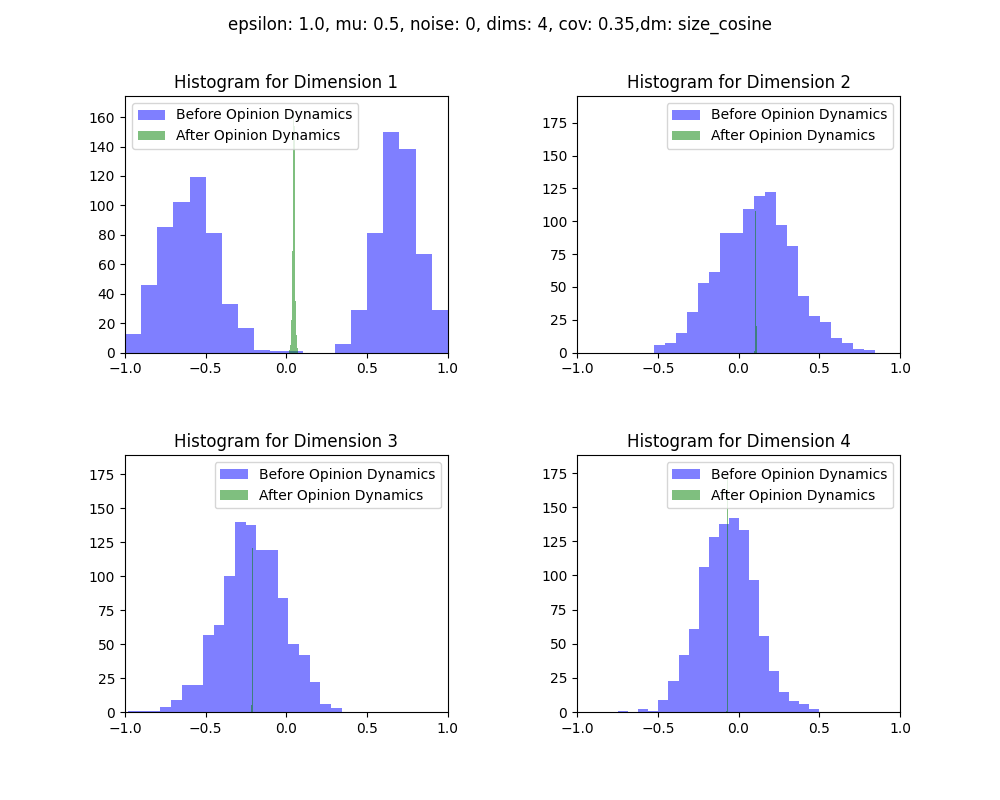 epsilon: 1.0, mu: 0.5, noise: 0, dims: 4, cov: 0.35,dm: size_cosine
Histogram for Dimension 1
Before Opinion Dynamics
After Opinion Dynamics
160
140
120
100
80
60
40
20
0
−1.0 −0.5 0.0 0.5 1.0
Histogram for Dimension 2
Before Opinion Dynamics
After Opinion Dynamics
175
150
125
100
75
50
25
0
−1.0 −0.5 0.0 0.5 1.0
Histogram for Dimension 3
Before Opinion Dynamics
After Opinion Dynamics
175
150
125
100
75
50
25
0
−1.0 −0.5 0.0 0.5 1.0
Histogram for Dimension 4
Before Opinion Dynamics
After Opinion Dynamics
175
150
125
100
75
50
25
0
−1.0 −0.5 0.0 0.5 1.0